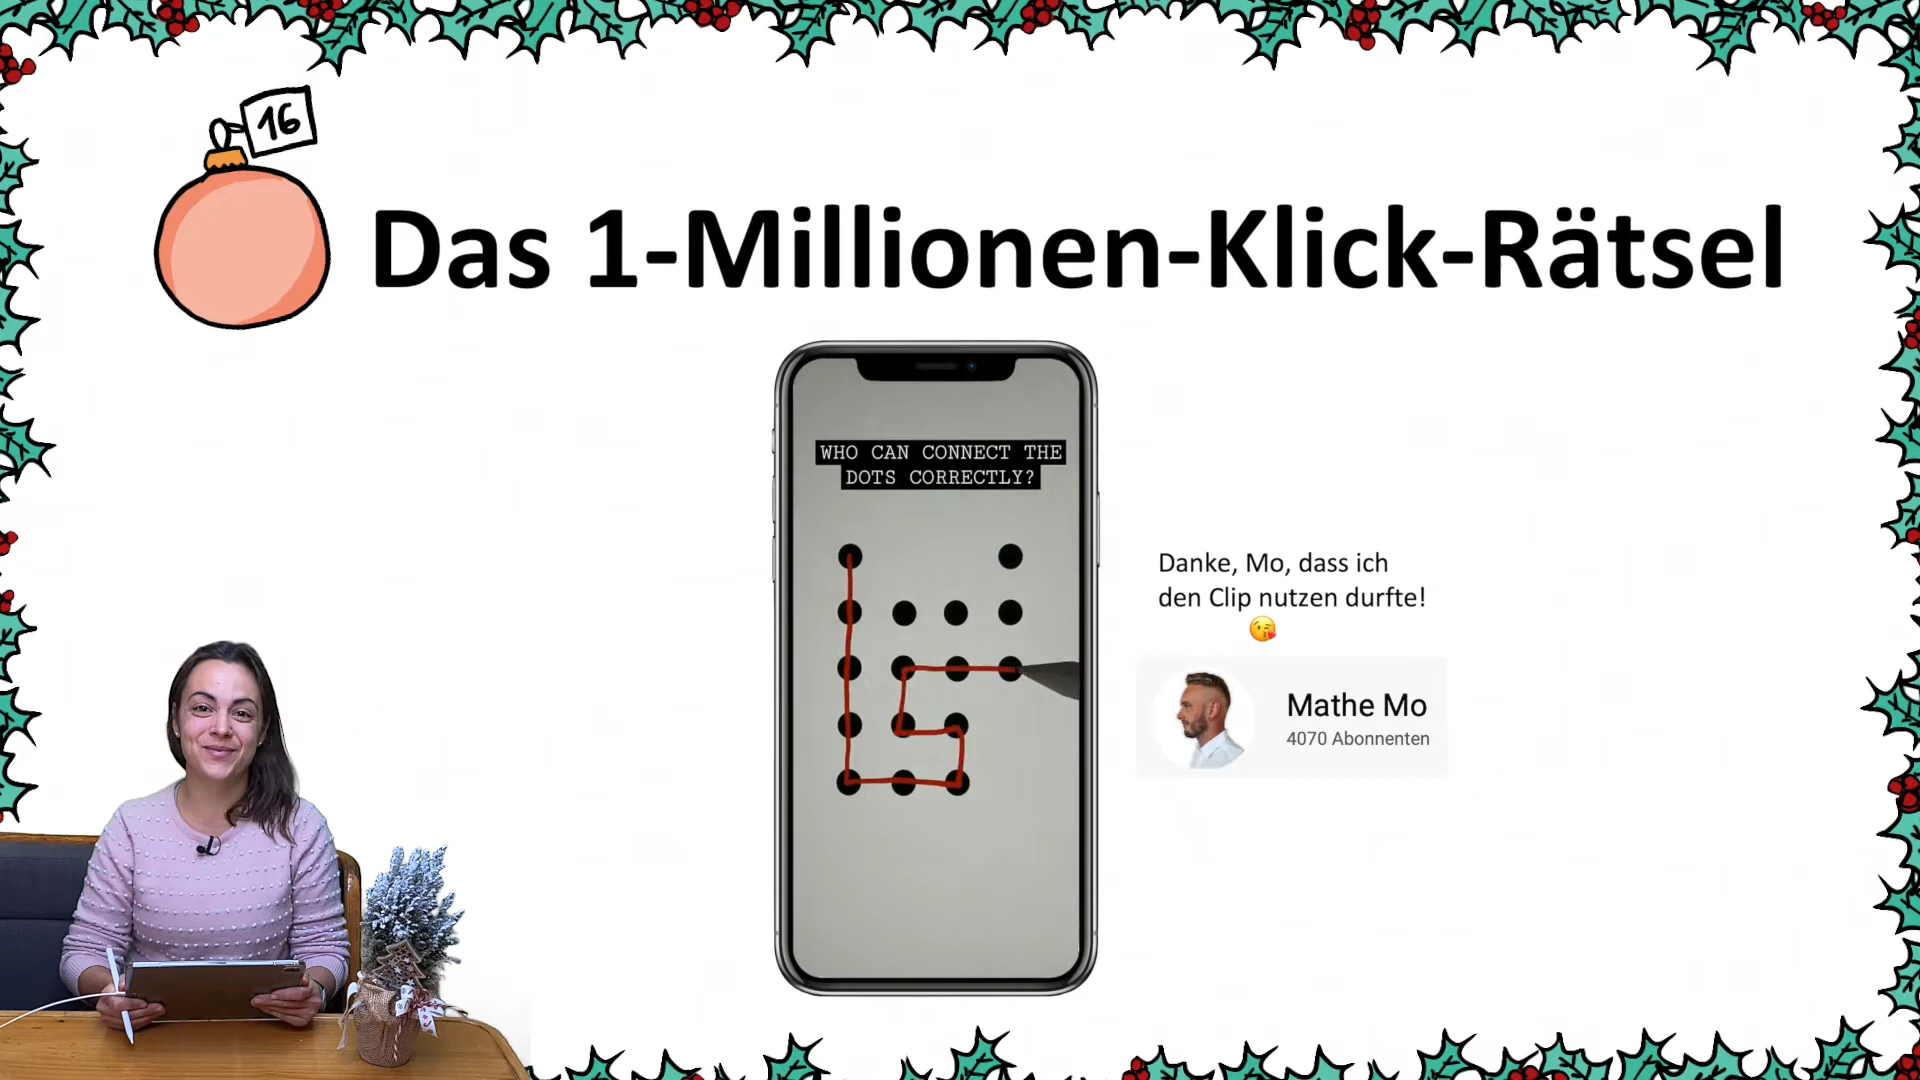 16
Das 1-Millionen-Klick-Rätsel
WHO CAN CONNECT THE
DOTS CORRECTLY?
Danke, Mo, dass ich
den Clip nutzen durfte!
😘
Mathe Mo
4070 Abonnenten